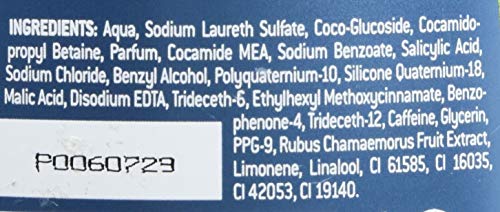 INGREDIENTS: Aqua, Sodium Laureth Sulfate, Coco-Glucoside, Cocamido-
propyl Betaine, Parfum, Cocamide MEA, Sodium Benzoate, Salicylic Acid,
Sodium Chloride, Benzyl Alcohol, Polyquaternium-10, Silicone Quaternium-18,
Malic Acid, Disodium EDTA, Trideceth-6, Ethylhexyl Methoxycinnamate, Benzo-
phenone-4, Trideceth-12, Caffeine, Glycerin,
PPG-9, Rubus Chamaemorus Fruit Extract,
Limonene, Linalool, CI 61585, CI 16035,
CI 42053, CI 19140.
P0060729